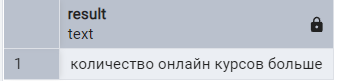 result
text
1 количество онлайн курсов больше